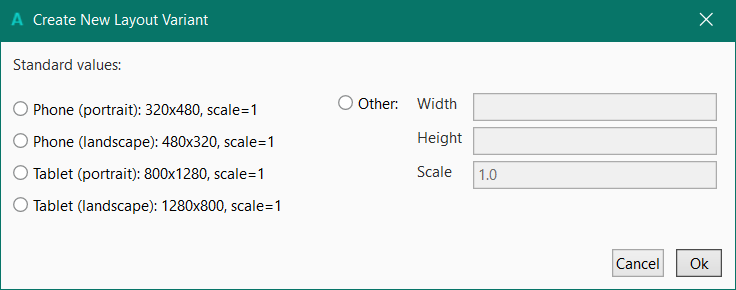 A Create New Layout Variant
Standard values:
Phone (portrait): 320x480, scale=1
Phone (landscape): 480x320, scale=1
Tablet (portrait): 800x1280, scale=1
Tablet (landscape): 1280x800, scale=1
Other:
Width
Height
Scale 1.0
Cancel Ok